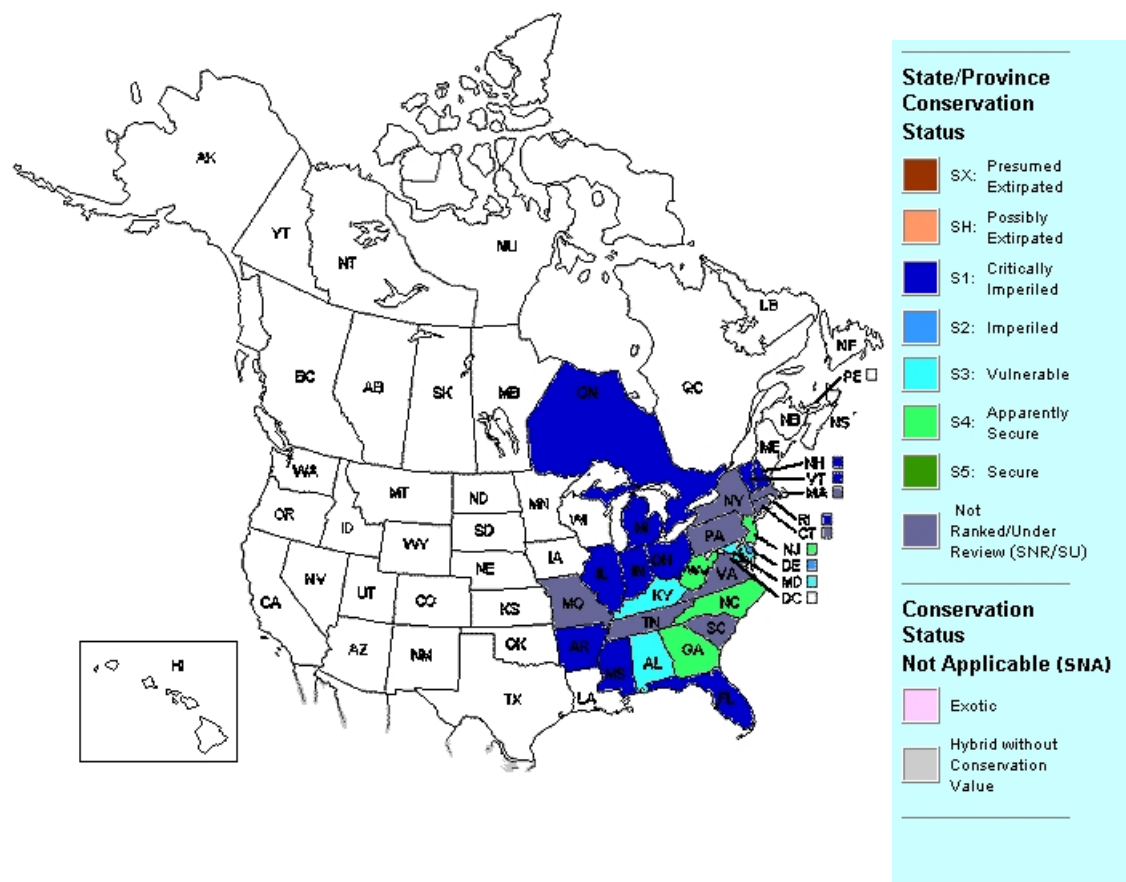 AK
YT
NT
NU
BC
AB
SK
MB
ON
QC
LB
NF
PE
NB
NS
ME
WA
OR
ID
MT
ND
SD
MN
WI
WY
NE
IA
NV
CA
UT
CO
KS
AZ
NM
OK
TX
MO
AR
LA
MS
AL
GA
FL
TN
KY
IL
IN
OH
MI
WV
VA
NC
SC
PA
NY
NH
VT
MA
RI
CT
NJ
DE
MD
DC
HI
State/Province
Conservation
Status
SX: Presumed
Extirpated
SH: Possibly
Extirpated
S1: Critically
Imperiled
S2: Imperiled
S3: Vulnerable
S4: Apparently
Secure
S5: Secure
Not
Ranked/Under
Review (SNR/SU)
Conservation
Status
Not Applicable (SNA)
Exotic
Hybrid without
Conservation
Value